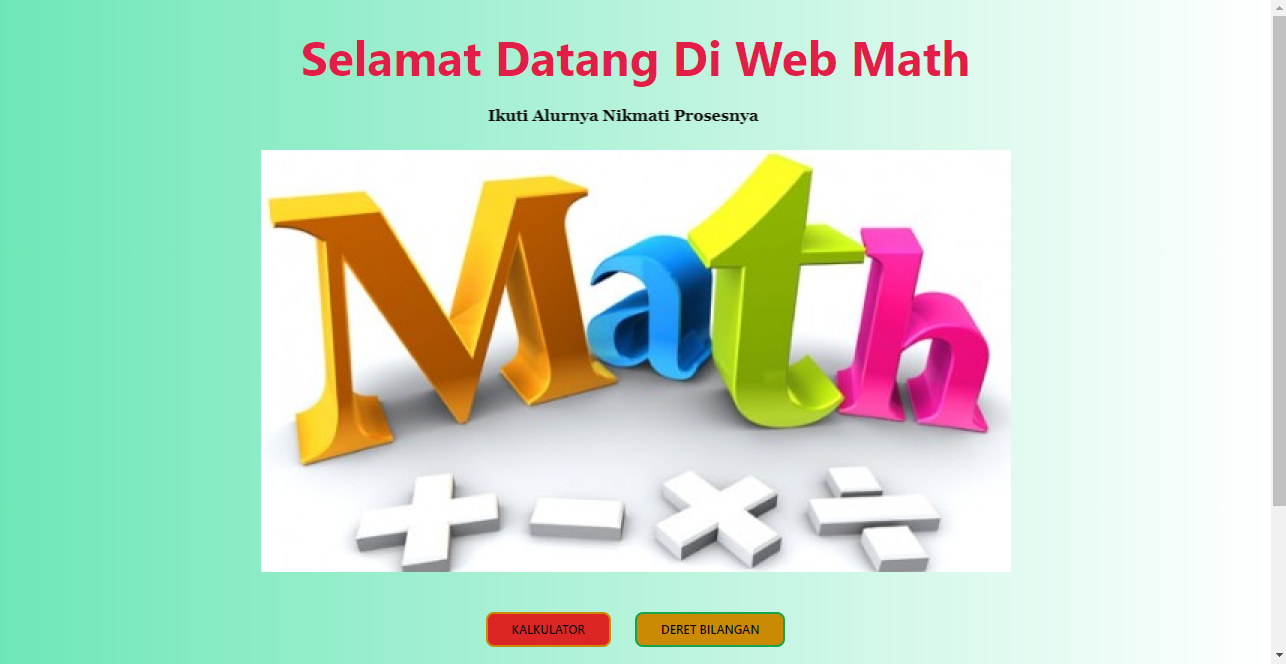 Selamat Datang Di Web Math
Ikuti Alurnya Nikmati Prosesnya
Math
+ − × ÷
KALKULATOR
DERET BILANGAN